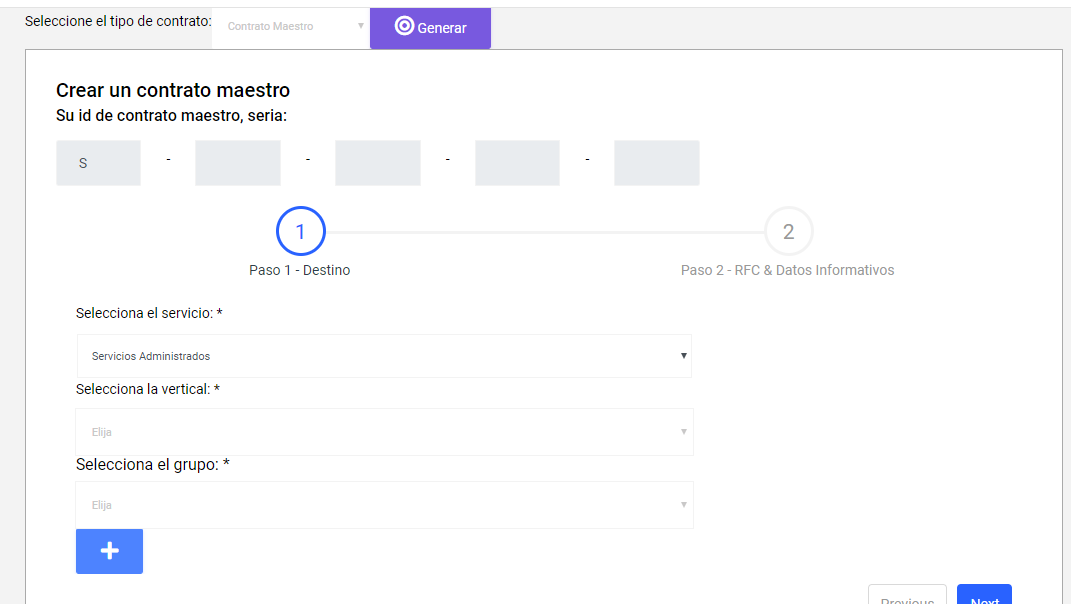 Seleccione el tipo de contrato: Contrato Maestro Generar
Crear un contrato maestro
Su id de contrato maestro, seria:
S - - - -
1 2
Paso 1 - Destino Paso 2 - RFC & Datos Informativos
Selecciona el servicio: *
Servicios Administrados
Selecciona la vertical: *
Elija
Selecciona el grupo: *
Elija
+
Previous Next